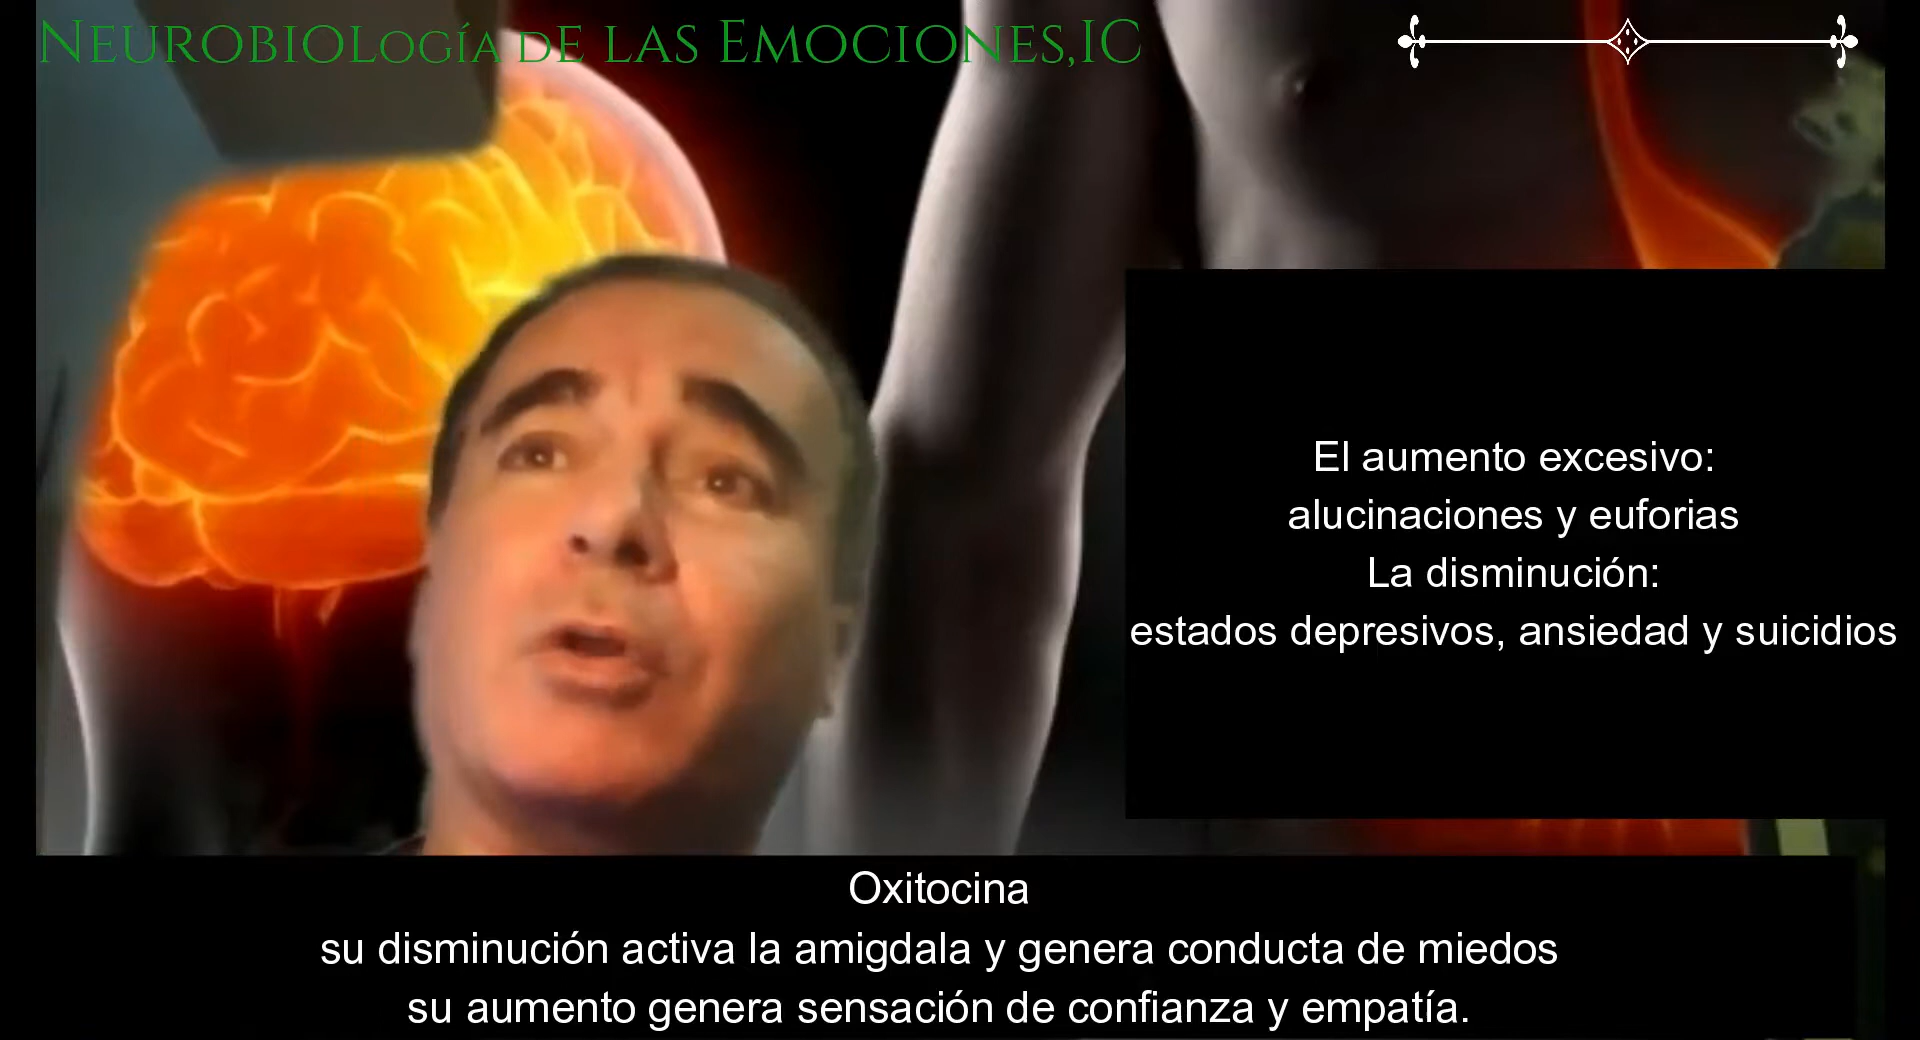 Neurobiología de las Emociones,IC
El aumento excesivo:
alucinaciones y euforias
La disminución:
estados depresivos, ansiedad y suicidios
Oxitocina
su disminución activa la amigdala y genera conducta de miedos
su aumento genera sensación de confianza y empatía.